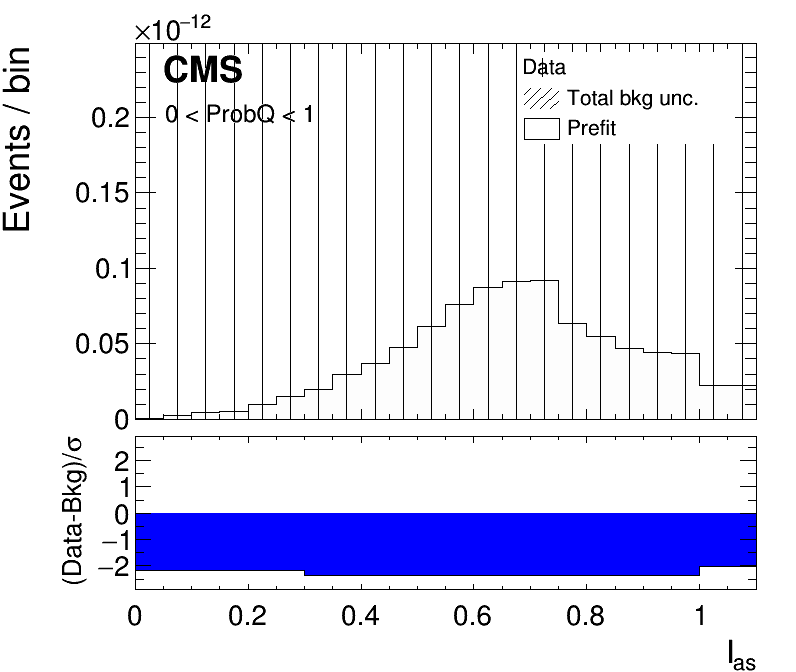 ×10⁻¹²
CMS
0 < ProbQ < 1
Data
Total bkg unc.
Prefit
Events / bin
0.2
0.15
0.1
0.05
0
(Data-Bkg)/σ
2
1
0
−1
−2
0 0.2 0.4 0.6 0.8 1
I_as